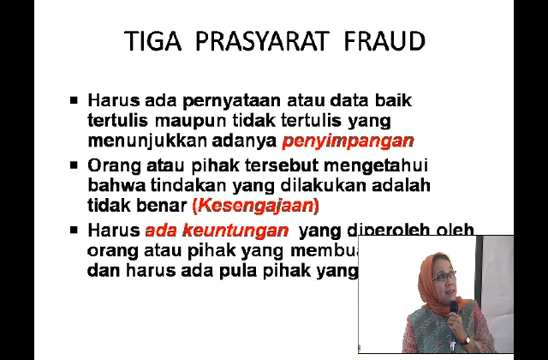 TIGA PRASYARAT FRAUD
▪ Harus ada pernyataan atau data baik
tertulis maupun tidak tertulis yang
menunjukkan adanya penyimpangan
▪ Orang atau pihak tersebut mengetahui
bahwa tindakan yang dilakukan adalah
tidak benar (Kesengajaan)
▪ Harus ada keuntungan yang diperoleh oleh
orang atau pihak yang
dan harus ada pula pihak yang